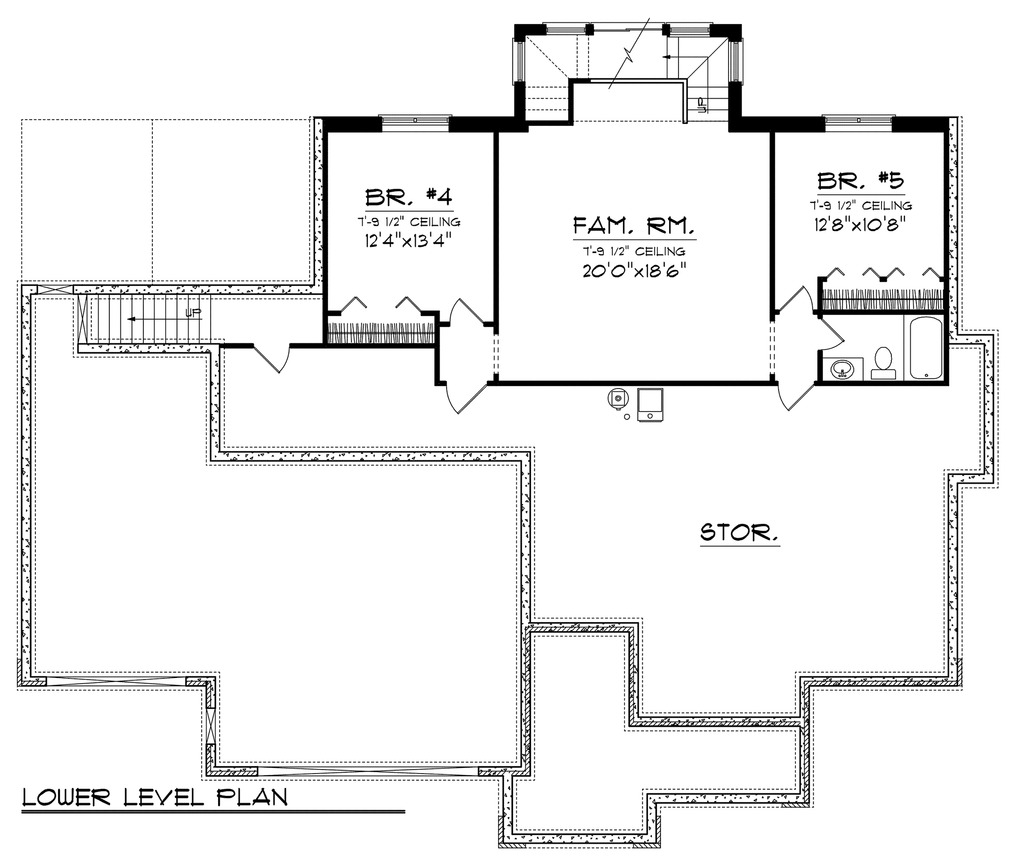 UP
BR. #4
7'-9 1/2" CEILING
12'4"x13'4"
FAM. RM.
7'-9 1/2" CEILING
20'0"x18'6"
BR. #5
7'-9 1/2" CEILING
12'8"x10'8"
UP
STOR.
LOWER LEVEL PLAN